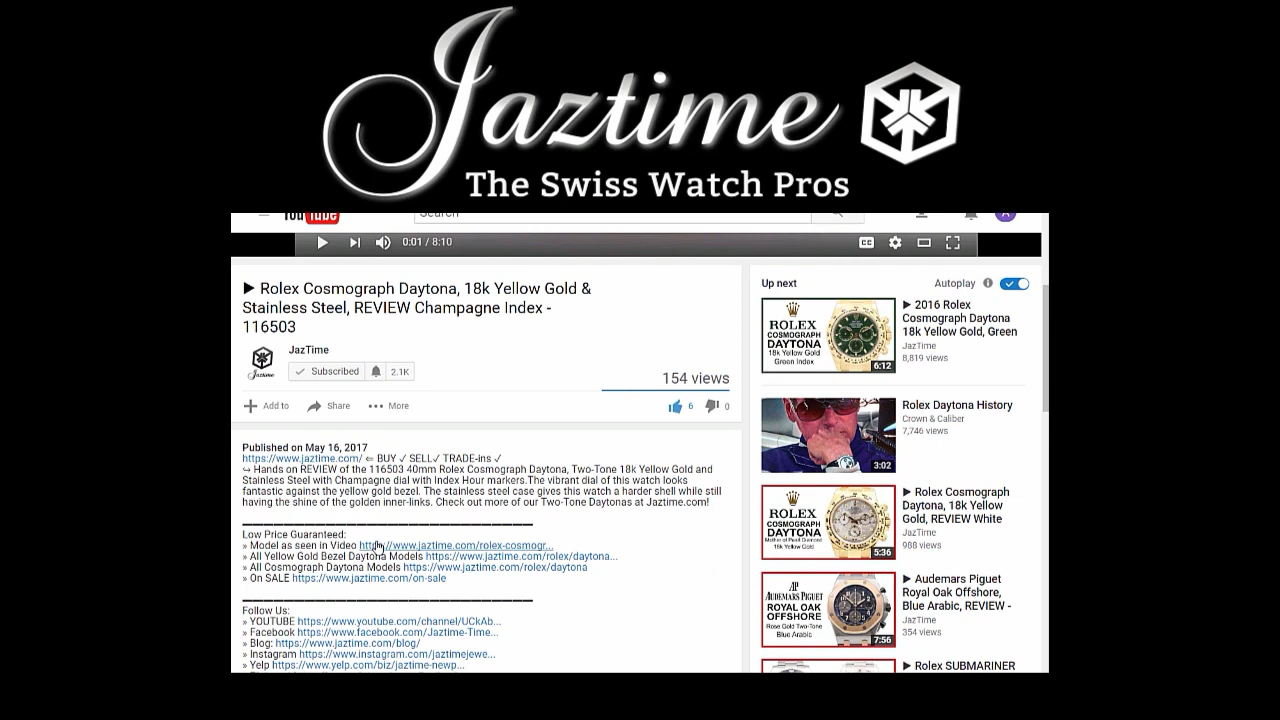 Jaztime
The Swiss Watch Pros
YouTube
Search
0:01 / 8:10
CC
▶ Rolex Cosmograph Daytona, 18k Yellow Gold &
Stainless Steel, REVIEW Champagne Index -
116503
JazTime
Jaztime
✓ Subscribed 2.1K
154 views
+ Add to Share ••• More
6 0
Published on May 16, 2017
https://www.jaztime.com/ ⇐ BUY ✓ SELL✓ TRADE-ins ✓
↪ Hands on REVIEW of the 116503 40mm Rolex Cosmograph Daytona, Two-Tone 18k Yellow Gold and
Stainless Steel with Champagne dial with Index Hour markers.The vibrant dial of this watch looks
fantastic against the yellow gold bezel. The stainless steel case gives this watch a harder shell while still
having the shine of the golden inner-links. Check out more of our Two-Tone Daytonas at Jaztime.com!
Low Price Guaranteed:
» Model as seen in Video https://www.jaztime.com/rolex-cosmogr...
» All Yellow Gold Bezel Daytona Models https://www.jaztime.com/rolex/daytona...
» All Cosmograph Daytona Models https://www.jaztime.com/rolex/daytona
» On SALE https://www.jaztime.com/on-sale
Follow Us:
» YOUTUBE https://www.youtube.com/channel/UCkAb...
» Facebook https://www.facebook.com/Jaztime-Time...
» Blog: https://www.jaztime.com/blog/
» Instagram https://www.instagram.com/jaztimejewe...
» Yelp https://www.yelp.com/biz/jaztime-newp...
Up next
Autoplay
ROLEX
COSMOGRAPH
DAYTONA
18k Yellow Gold
Green Index
6:12
▶ 2016 Rolex
Cosmograph Daytona
18k Yellow Gold, Green
JazTime
8,819 views
3:02
Rolex Daytona History
Crown & Caliber
7,746 views
ROLEX
COSMOGRAPH
DAYTONA
Mother of Pearl Diamond
18k Yellow Gold
5:36
▶ Rolex Cosmograph
Daytona, 18k Yellow
Gold, REVIEW White
JazTime
988 views
AP
AUDEMARS PIGUET
ROYAL OAK
OFFSHORE
Rose Gold Two-Tone
Blue Arabic
7:56
▶ Audemars Piguet
Royal Oak Offshore,
Blue Arabic, REVIEW -
JazTime
354 views
▶ Rolex SUBMARINER